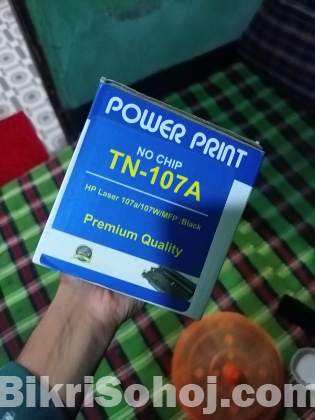 POWER PRINT
NO CHIP
TN-107A
HP Laser 107a/107W/MFP :Black
Premium Quality
BikriSohoj.com